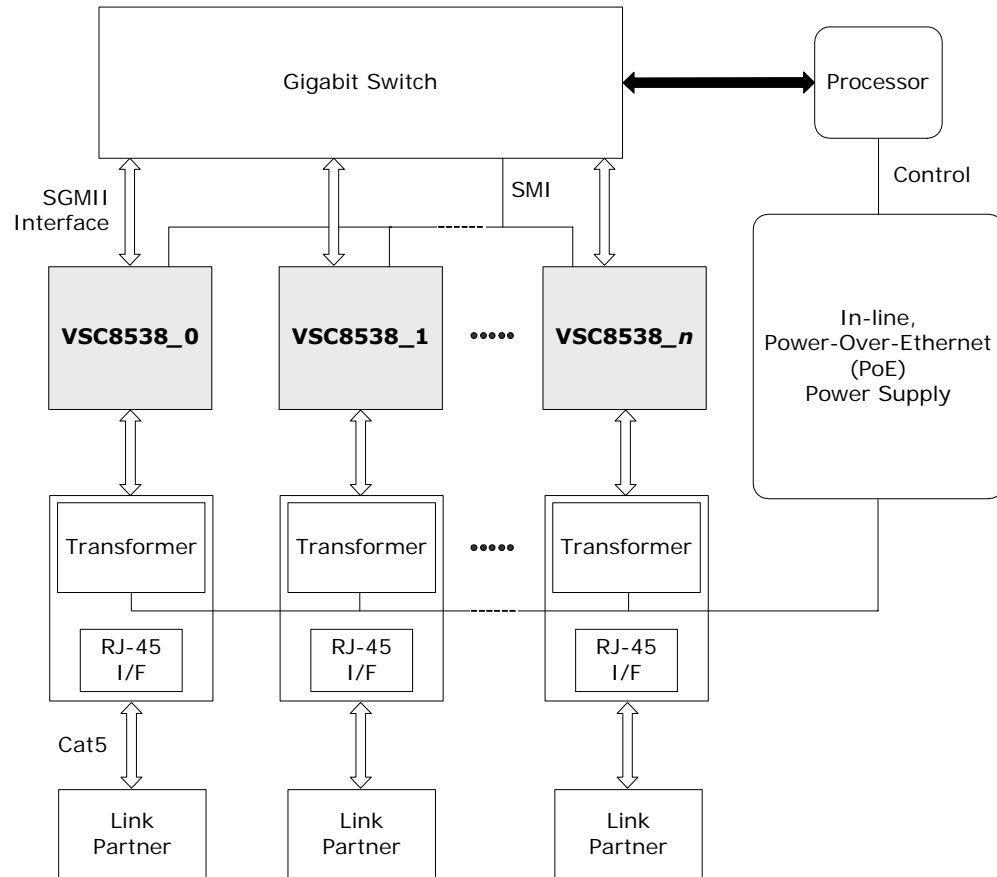 Gigabit Switch
Processor
SGMII
Interface
SMI
Control
VSC8538_0
VSC8538_1
VSC8538_n
In-line,
Power-Over-Ethernet
(PoE)
Power Supply
Transformer
Transformer
Transformer
RJ-45
I/F
RJ-45
I/F
RJ-45
I/F
Cat5
Link
Partner
Link
Partner
Link
Partner